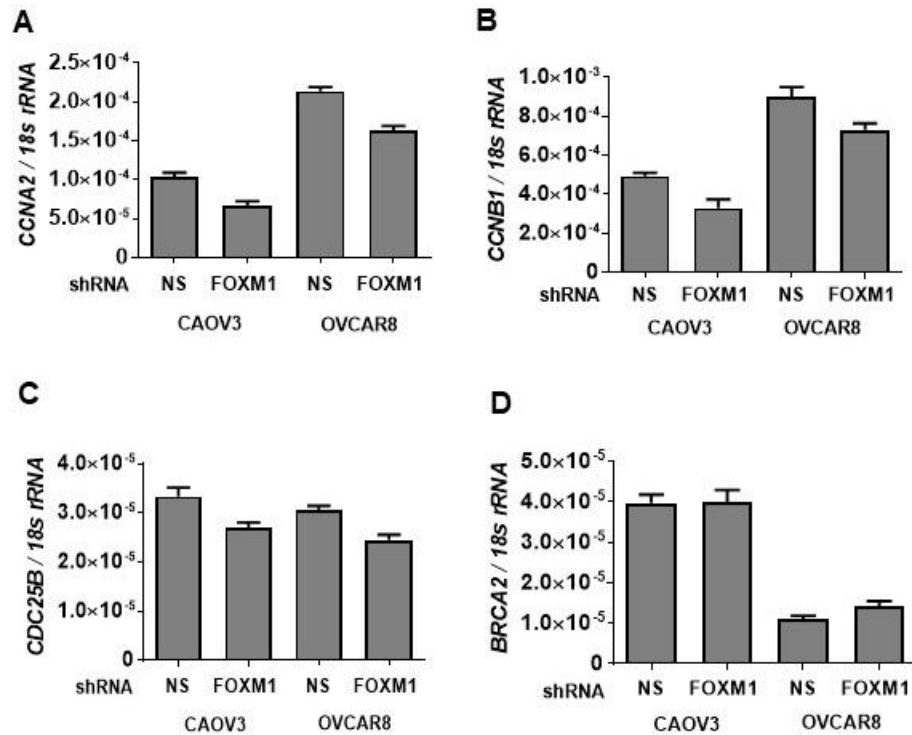 A
CCNA2 / 18s rRNA
2.5×10⁻⁴
2.0×10⁻⁴
1.5×10⁻⁴
1.0×10⁻⁴
5.0×10⁻⁵
0
shRNA NS FOXM1 NS FOXM1
CAOV3 OVCAR8
B
CCNB1 / 18s rRNA
1.0×10⁻³
8.0×10⁻⁴
6.0×10⁻⁴
4.0×10⁻⁴
2.0×10⁻⁴
0
shRNA NS FOXM1 NS FOXM1
CAOV3 OVCAR8
C
CDC25B / 18s rRNA
4.0×10⁻⁵
3.0×10⁻⁵
2.0×10⁻⁵
1.0×10⁻⁵
0
shRNA NS FOXM1 NS FOXM1
CAOV3 OVCAR8
D
BRCA2 / 18s rRNA
5.0×10⁻⁵
4.0×10⁻⁵
3.0×10⁻⁵
2.0×10⁻⁵
1.0×10⁻⁵
0
shRNA NS FOXM1 NS FOXM1
CAOV3 OVCAR8